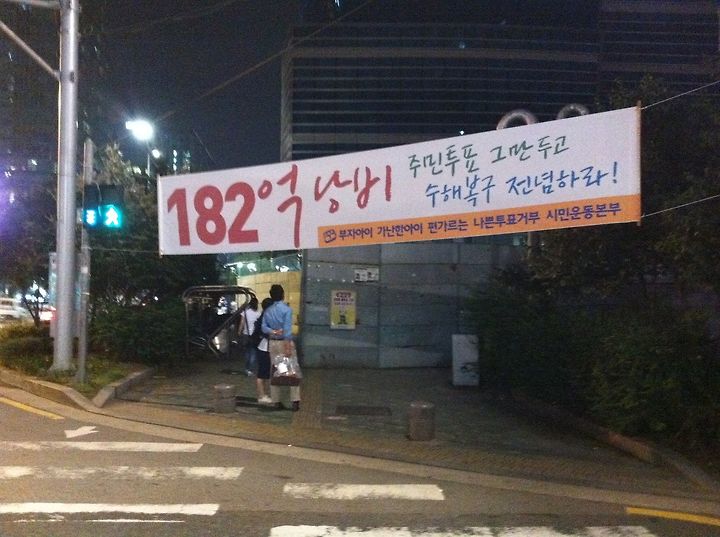 182억 낭비
주민투표 그만두고
수해복구 전념하라!
부자아이 가난한아이 편가르는 나쁜투표거부 시민운동본부